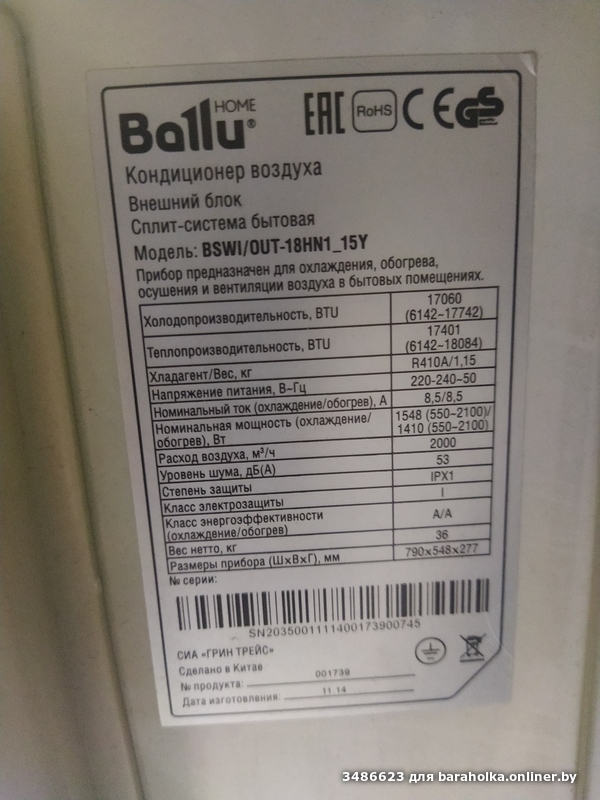 HOME
Ballu®
EAC RoHS CE GS
Кондиционер воздуха
Внешний блок
Сплит-система бытовая
Модель: BSWI/OUT-18HN1_15Y
Прибор предназначен для охлаждения, обогрева,
осушения и вентиляции воздуха в бытовых помещениях.
Холодопроизводительность, BTU 17060
(6142~17742)
Теплопроизводительность, BTU 17401
(6142~18084)
Хладагент/Вес, кг R410A/1,15
Напряжение питания, В~Гц 220-240~50
Номинальный ток (охлаждение/обогрев), А 8,5/8,5
Номинальная мощность (охлаждение/ 1548 (550~2100)/
обогрев), Вт 1410 (550~2100)
Расход воздуха, м³/ч 2000
Уровень шума, дБ(А) 53
Степень защиты IPX1
Класс электрозащиты I
Класс энергоэффективности
(охлаждение/обогрев) A/A
Вес нетто, кг 36
Размеры прибора (ШхВхГ), мм 790x548x277
№ серии:
SN2035001111400173900745
СИА «ГРИН ТРЕЙС»
Сделано в Китае
№ продукта: 001739
Дата изготовления: 11.14
3486623 для baraholka.onliner.by